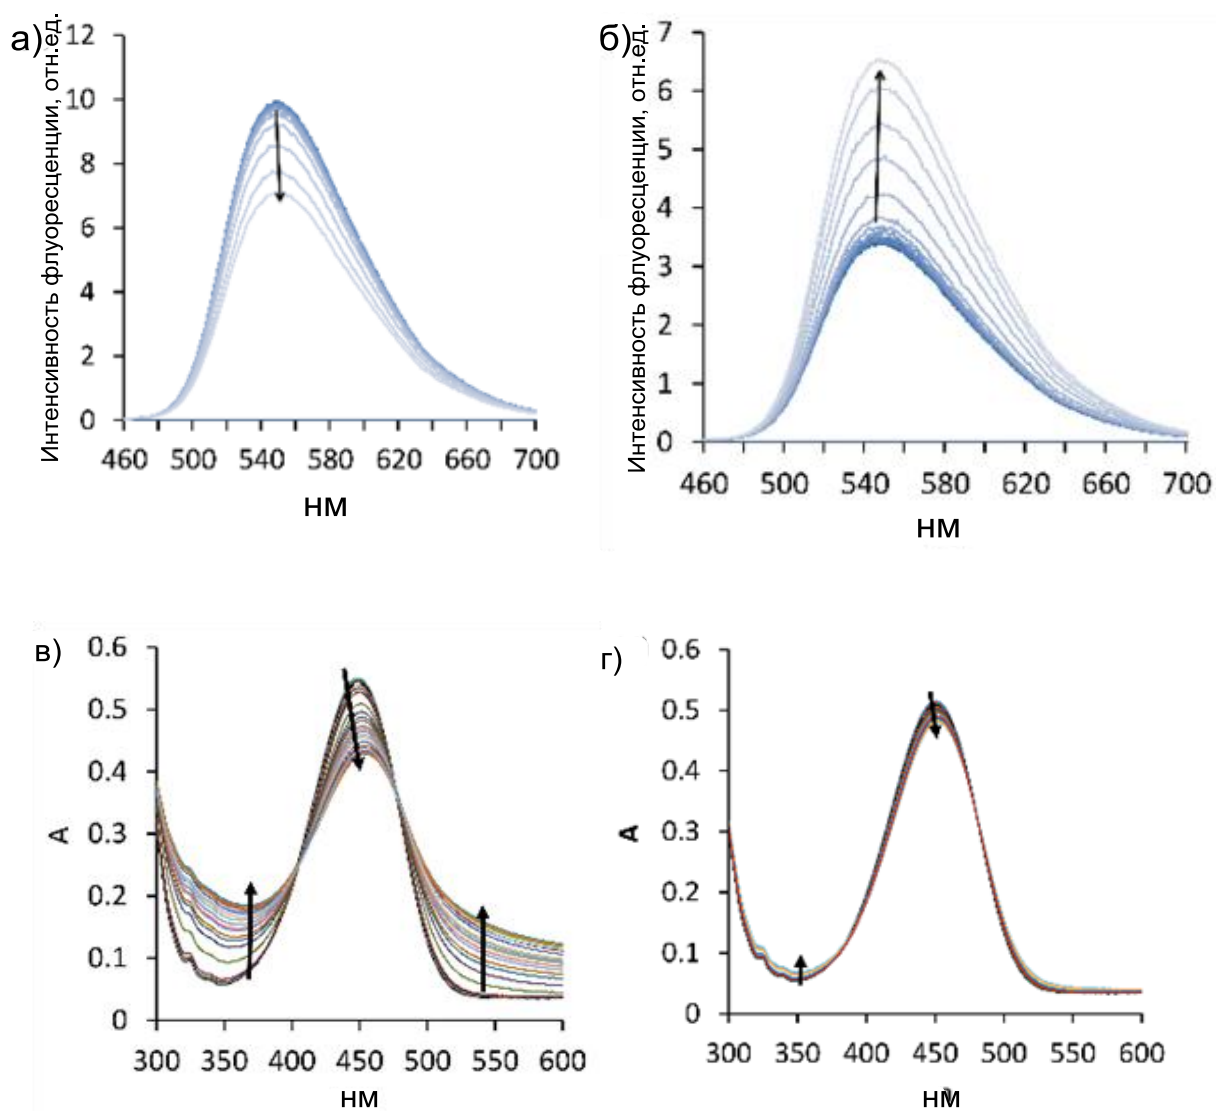 а)
Интенсивность флуоресценции, отн.ед.
12
10
8
6
4
2
0
460 500 540 580 620 660 700
нм
б)
Интенсивность флуоресценции, отн.ед.
7
6
5
4
3
2
1
0
460 500 540 580 620 660 700
нм
в)
A
0.6
0.5
0.4
0.3
0.2
0.1
0
300 350 400 450 500 550 600
нм
г)
A
0.6
0.5
0.4
0.3
0.2
0.1
0
300 350 400 450 500 550 600
нм